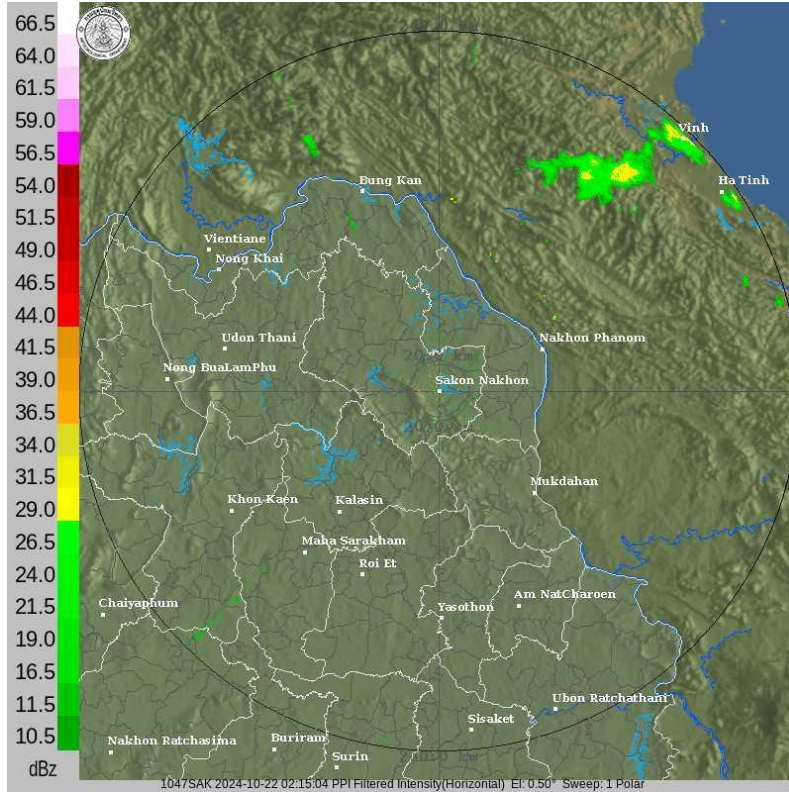 66.5
64.0
61.5
59.0
56.5
54.0
51.5
49.0
46.5
44.0
41.5
39.0
36.5
34.0
31.5
29.0
26.5
24.0
21.5
19.0
16.5
11.5
10.5
dBz
Vinh
Ha Tinh
Bung Kan
Vientiane
Nong Khai
Udon Thani
Nakhon Phanom
Nong BuaLamPhu
Sakon Nakhon
Mukdahan
Khon Kaen
Kalasin
Maha Sarakham
Roi Et
Chaiyaphum
Yasothon
Am NatCharoen
Ubon Ratchathani
Sisaket
Nakhon Ratchasima
Buriram
Surin
1047SAK 2024-10-22 02:15:04 PPI Filtered Intensity(Horizontal) El: 0.50° Sweep: 1 Polar